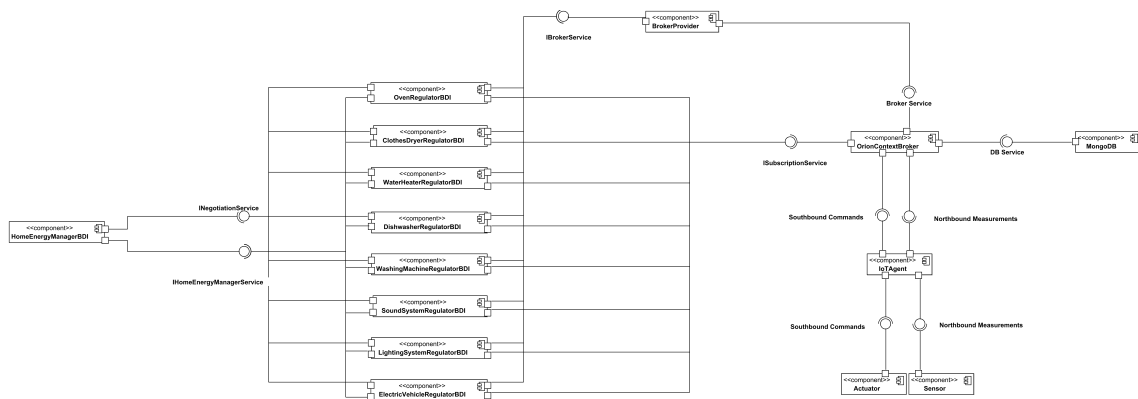 <<component>>
BrokerProvider
IBrokerService
<<component>>
OvenRegulatorBDI
Broker Service
<<component>>
ClothesDryerRegulatorBDI
<<component>>
OrionContextBroker
<<component>>
MongoDB
DB Service
ISubscriptionService
<<component>>
WaterHeaterRegulatorBDI
INegotiationService
<<component>>
DishwasherRegulatorBDI
Southbound Commands
Northbound Measurements
<<component>>
HomeEnergyManagerBDI
<<component>>
WashingMachineRegulatorBDI
<<component>>
IoTAgent
IHomeEnergyManagerService
<<component>>
SoundSystemRegulatorBDI
Southbound Commands
Northbound Measurements
<<component>>
LightingSystemRegulatorBDI
<<component>>
ElectricVehicleRegulatorBDI
<<component>>
Actuator
<<component>>
Sensor